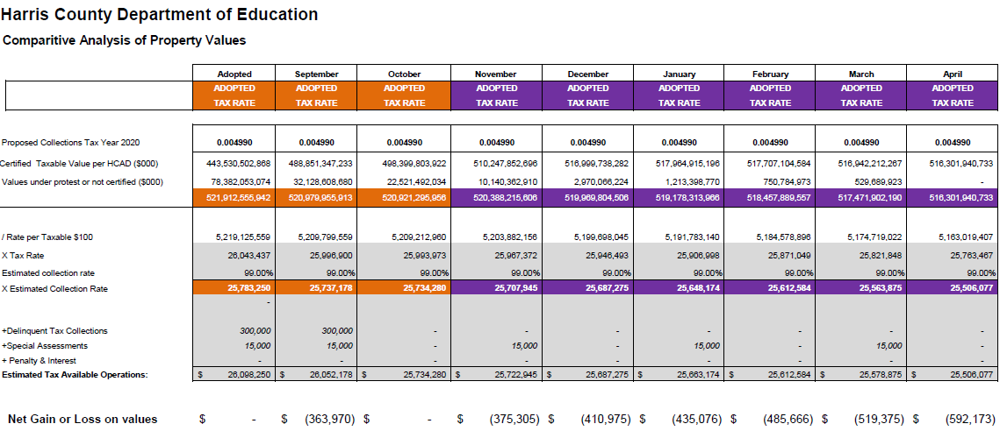 Harris County Department of Education
Comparitive Analysis of Property Values
Adopted September October November December January February March April
ADOPTED ADOPTED ADOPTED ADOPTED ADOPTED ADOPTED ADOPTED ADOPTED ADOPTED
TAX RATE TAX RATE TAX RATE TAX RATE TAX RATE TAX RATE TAX RATE TAX RATE TAX RATE
Proposed Collections Tax Year 2020 0.004990 0.004990 0.004990 0.004990 0.004990 0.004990 0.004990 0.004990 0.004990
Certified Taxable Value per HCAD ($000) 443,530,502,868 488,851,347,233 498,399,803,922 510,247,852,696 516,999,738,282 517,964,915,196 517,707,104,584 516,942,212,267 516,301,940,733
Values under protest or not certified ($000) 78,382,053,074 32,128,608,680 22,521,492,034 10,140,362,910 2,970,066,224 1,213,398,770 750,784,973 529,689,923 -
521,912,555,942 520,979,955,913 520,921,295,956 520,388,215,606 519,969,804,506 519,178,313,966 518,457,889,557 517,471,902,190 516,301,940,733
/ Rate per Taxable $100 5,219,125,559 5,209,799,559 5,209,212,960 5,203,882,156 5,199,698,045 5,191,783,140 5,184,578,896 5,174,719,022 5,163,019,407
X Tax Rate 26,043,437 25,996,900 25,993,973 25,967,372 25,946,493 25,906,998 25,871,049 25,821,848 25,763,467
Estimated collection rate 99.00% 99.00% 99.00% 99.00% 99.00% 99.00% 99.00% 99.00% 99.00%
X Estimated Collection Rate 25,783,250 25,737,178 25,734,280 25,707,945 25,687,275 25,648,174 25,612,584 25,563,875 25,506,077
-
+Delinquent Tax Collections 300,000 300,000 - - - - - - -
+Special Assessments 15,000 15,000 - 15,000 - 15,000 - 15,000 -
+ Penalty & Interest - - - - - - - - -
Estimated Tax Available Operations: $ 26,098,250 $ 26,052,178 $ 25,734,280 $ 25,722,945 $ 25,687,275 $ 25,663,174 $ 25,612,584 $ 25,578,875 $ 25,506,077
Net Gain or Loss on values $ - $ (363,970) $ - $ (375,305) $ (410,975) $ (435,076) $ (485,666) $ (519,375) $ (592,173)